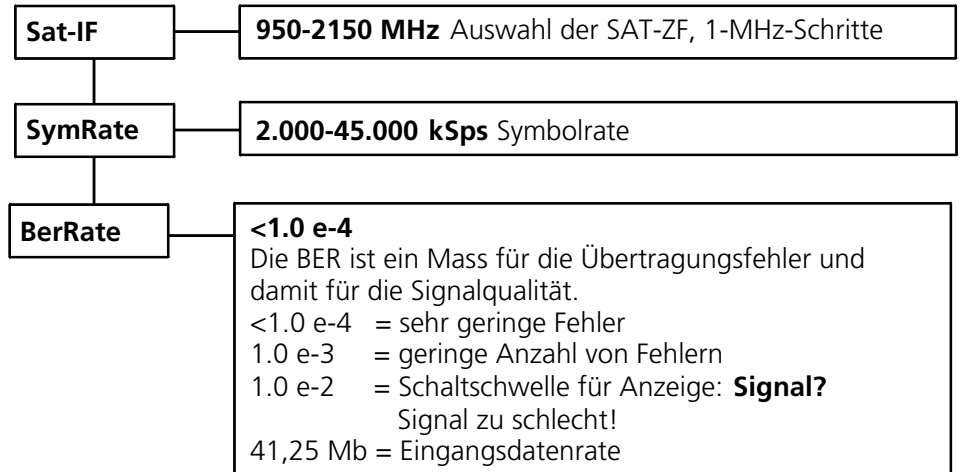 Sat-IF
950-2150 MHz Auswahl der SAT-ZF, 1-MHz-Schritte
SymRate
2.000-45.000 kSps Symbolrate
BerRate
<1.0 e-4
Die BER ist ein Mass für die Übertragungsfehler und
damit für die Signalqualität.
<1.0 e-4 = sehr geringe Fehler
1.0 e-3 = geringe Anzahl von Fehlern
1.0 e-2 = Schaltschwelle für Anzeige: Signal?
Signal zu schlecht!
41,25 Mb = Eingangsdatenrate